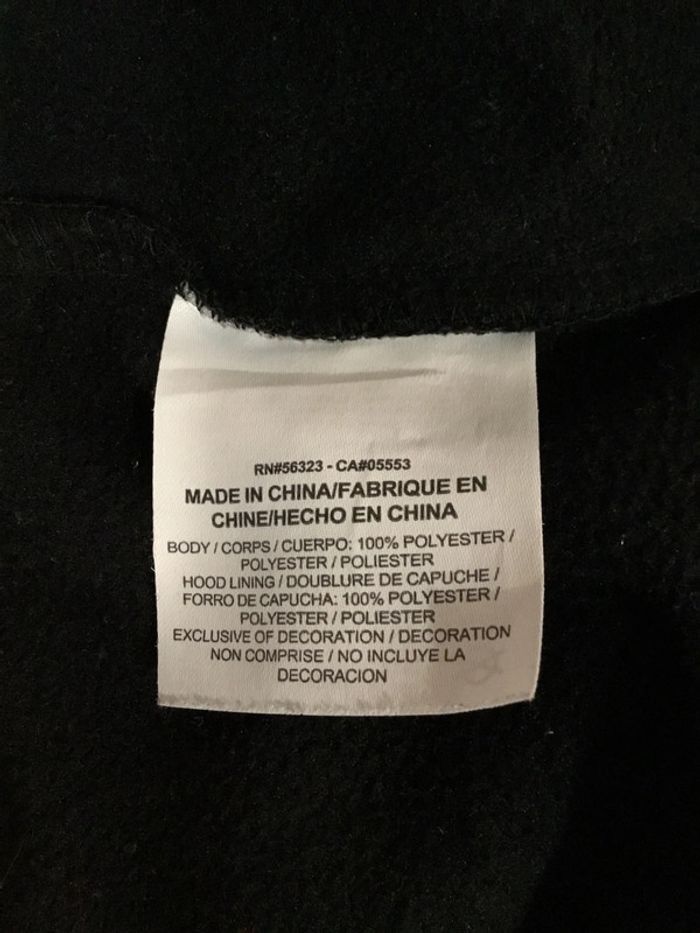 RN#56323 - CA#05553
MADE IN CHINA/FABRIQUE EN
CHINE/HECHO EN CHINA
BODY / CORPS / CUERPO: 100% POLYESTER /
POLYESTER / POLIESTER
HOOD LINING / DOUBLURE DE CAPUCHE /
FORRO DE CAPUCHA: 100% POLYESTER /
POLYESTER / POLIESTER
EXCLUSIVE OF DECORATION / DECORATION
NON COMPRISE / NO INCLUYE LA
DECORACION